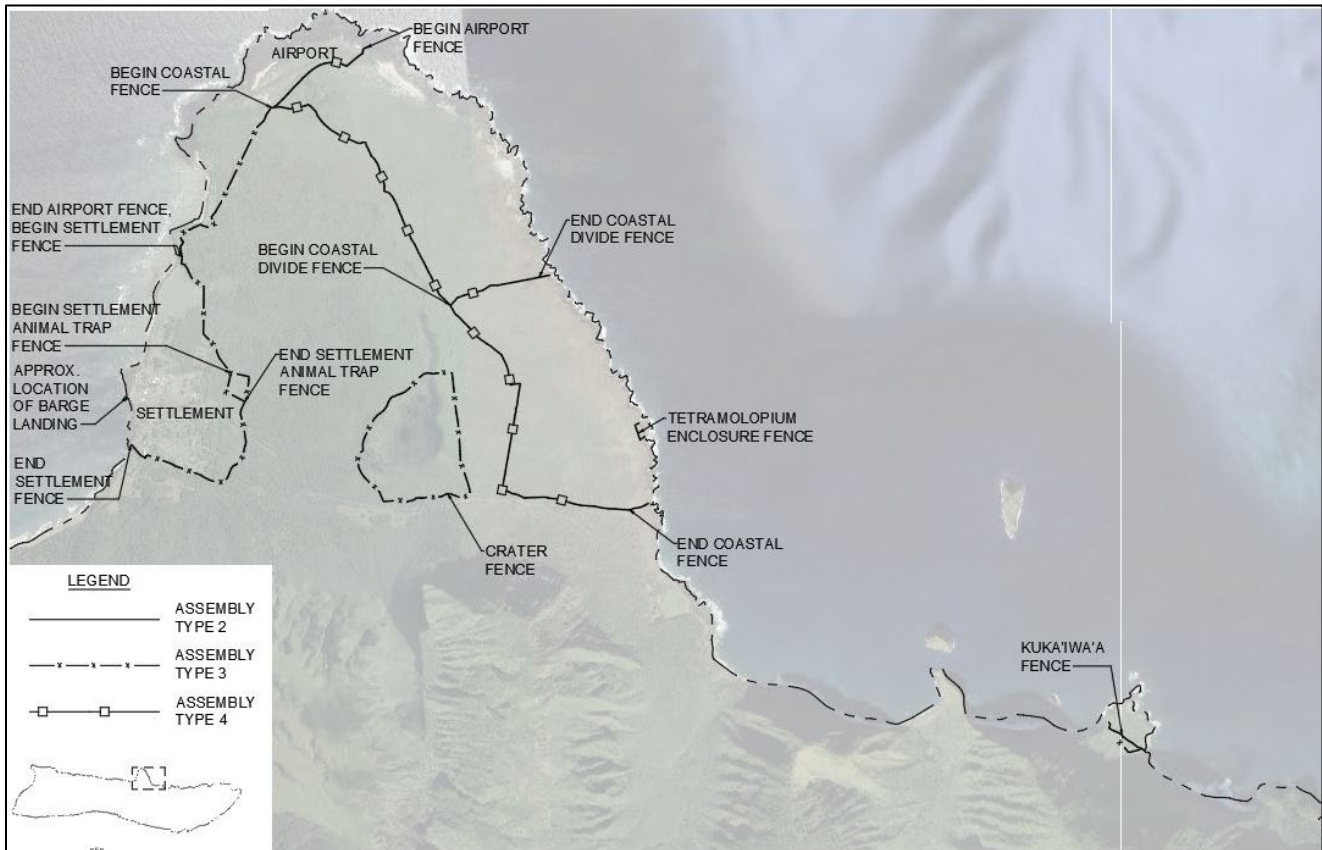 BEGIN AIRPORT
FENCE
AIRPORT
BEGIN COASTAL
FENCE
END AIRPORT FENCE,
BEGIN SETTLEMENT
FENCE
END COASTAL
DIVIDE FENCE
BEGIN COASTAL
DIVIDE FENCE
BEGIN SETTLEMENT
ANIMAL TRAP
FENCE
END SETTLEMENT
ANIMAL TRAP
FENCE
APPROX.
LOCATION
OF BARGE
LANDING
SETTLEMENT
TETRAMOLOPIUM
ENCLOSURE FENCE
END
SETTLEMENT
FENCE
CRATER
FENCE
END COASTAL
FENCE
KUKA'IWA'A
FENCE
LEGEND
ASSEMBLY
TYPE 2
ASSEMBLY
TYPE 3
ASSEMBLY
TYPE 4